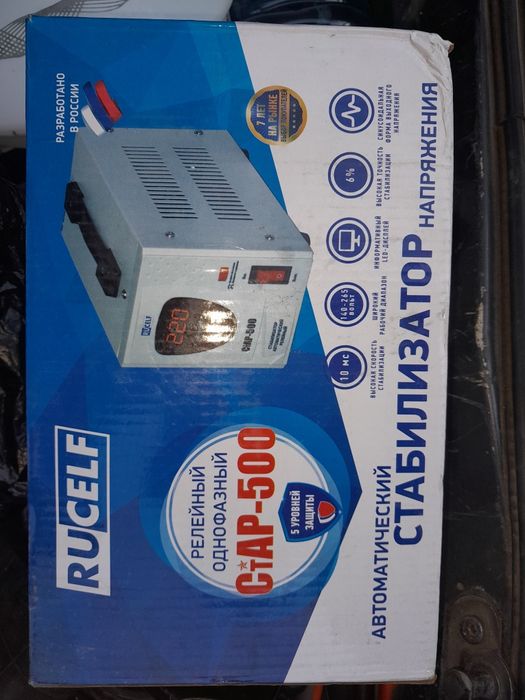 RUCELF
РАЗРАБОТАНО
В РОССИИ
РЕЛЕЙНЫЙ
ОДНОФАЗНЫЙ
СтАР-500
5 УРОВНЕЙ
ЗАЩИТЫ
RUCELF
220
СтАР-500
СТАБИЛИЗАТОР
7 ЛЕТ
НА РЫНКЕ
10 МС
ВЫСОКАЯ СКОРОСТЬ
СТАБИЛИЗАЦИИ
140-265
ВОЛЬТ
ШИРОКИЙ
РАБОЧИЙ ДИАПАЗОН
ИНФОРМАТИВНЫЙ
LED-ДИСПЛЕЙ
6%
ВЫСОКАЯ ТОЧНОСТЬ
СТАБИЛИЗАЦИИ
СИНУСОИДАЛЬНАЯ
ФОРМА ВЫХОДНОГО
НАПРЯЖЕНИЯ
АВТОМАТИЧЕСКИЙ
СТАБИЛИЗАТОР НАПРЯЖЕНИЯ